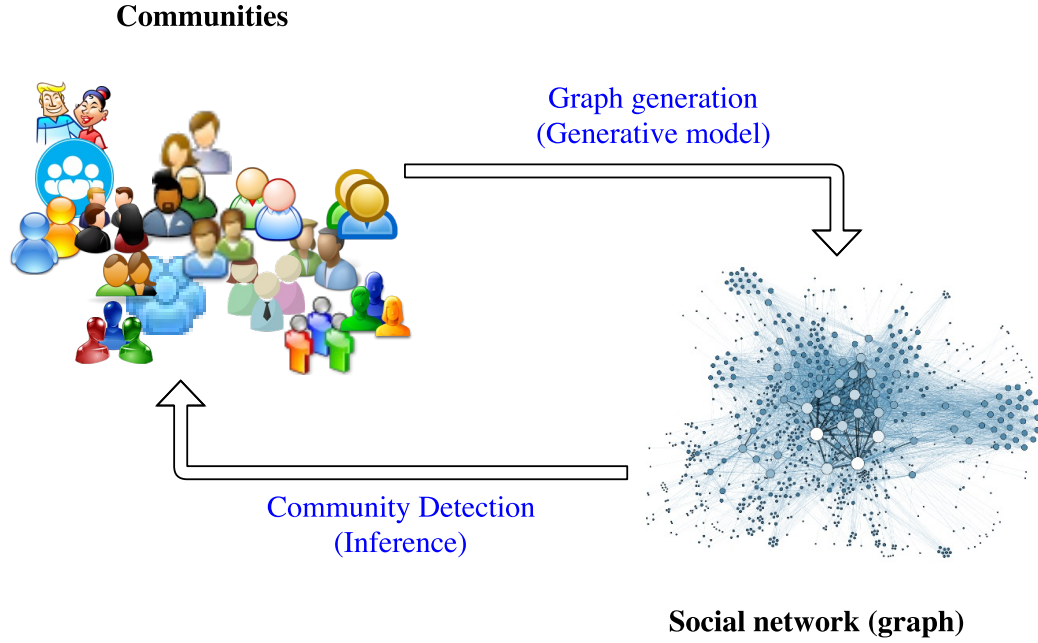 Communities
Graph generation
(Generative model)
Community Detection
(Inference)
Social network (graph)